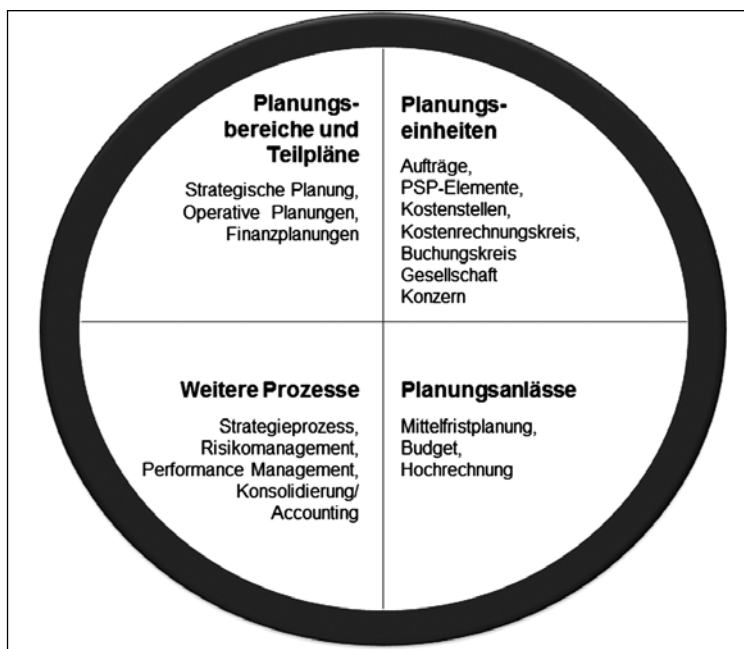 Planungs-
bereiche und
Teilpläne
Strategische Planung,
Operative Planungen,
Finanzplanungen
Planungs-
einheiten
Aufträge,
PSP-Elemente,
Kostenstellen,
Kostenrechnungskreis,
Buchungskreis
Gesellschaft
Konzern
Weitere Prozesse
Strategieprozess,
Risikomanagement,
Performance Management,
Konsolidierung/
Accounting
Planungsanlässe
Mittelfristplanung,
Budget,
Hochrechnung